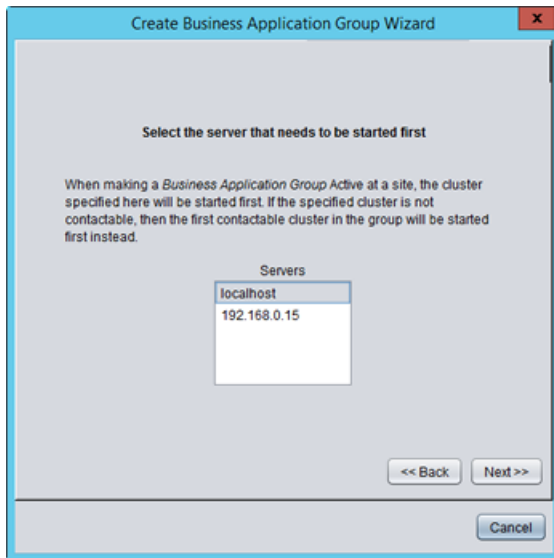 Create Business Application Group Wizard
x
Select the server that needs to be started first
When making a Business Application Group Active at a site, the cluster
specified here will be started first. If the specified cluster is not
contactable, then the first contactable cluster in the group will be started
first instead.
Servers
localhost
192.168.0.15
<< Back
Next >>
Cancel